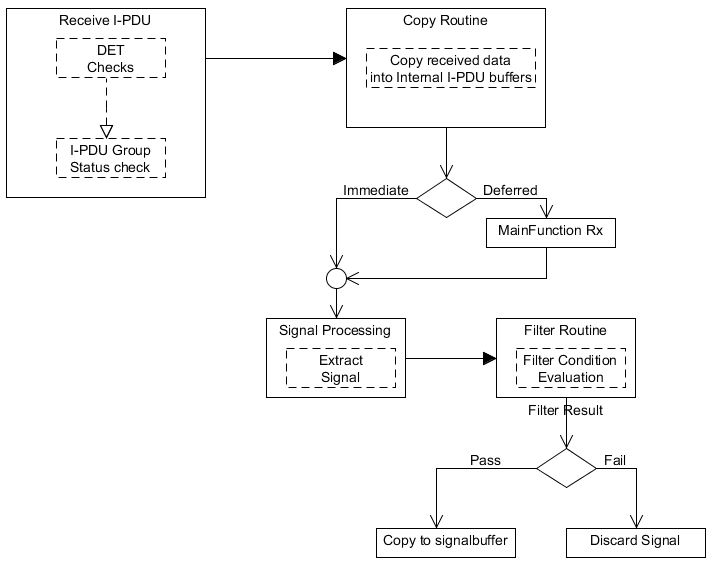 Receive I-PDU
DET
Checks
I-PDU Group
Status check
Copy Routine
Copy received data
into Internal I-PDU buffers
Immediate
Deferred
MainFunction Rx
Signal Processing
Extract
Signal
Filter Routine
Filter Condition
Evaluation
Filter Result
Pass
Fail
Copy to signalbuffer
Discard Signal